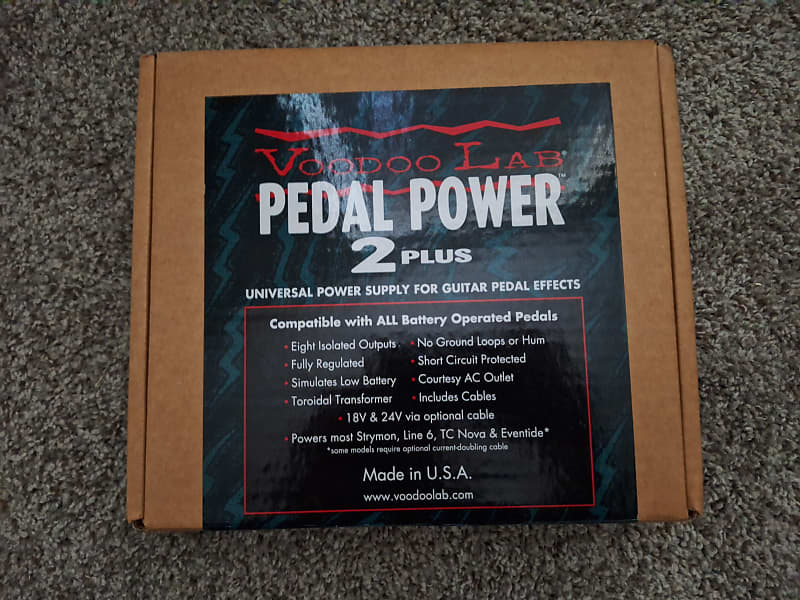 VOODOO LAB®
PEDAL POWER™
2 PLUS
UNIVERSAL POWER SUPPLY FOR GUITAR PEDAL EFFECTS
Compatible with ALL Battery Operated Pedals
• Eight Isolated Outputs • No Ground Loops or Hum
• Fully Regulated • Short Circuit Protected
• Simulates Low Battery • Courtesy AC Outlet
• Toroidal Transformer • Includes Cables
• 18V & 24V via optional cable
• Powers most Strymon, Line 6, TC Nova & Eventide*
*some models require optional current-doubling cable
Made in U.S.A.
www.voodoolab.com